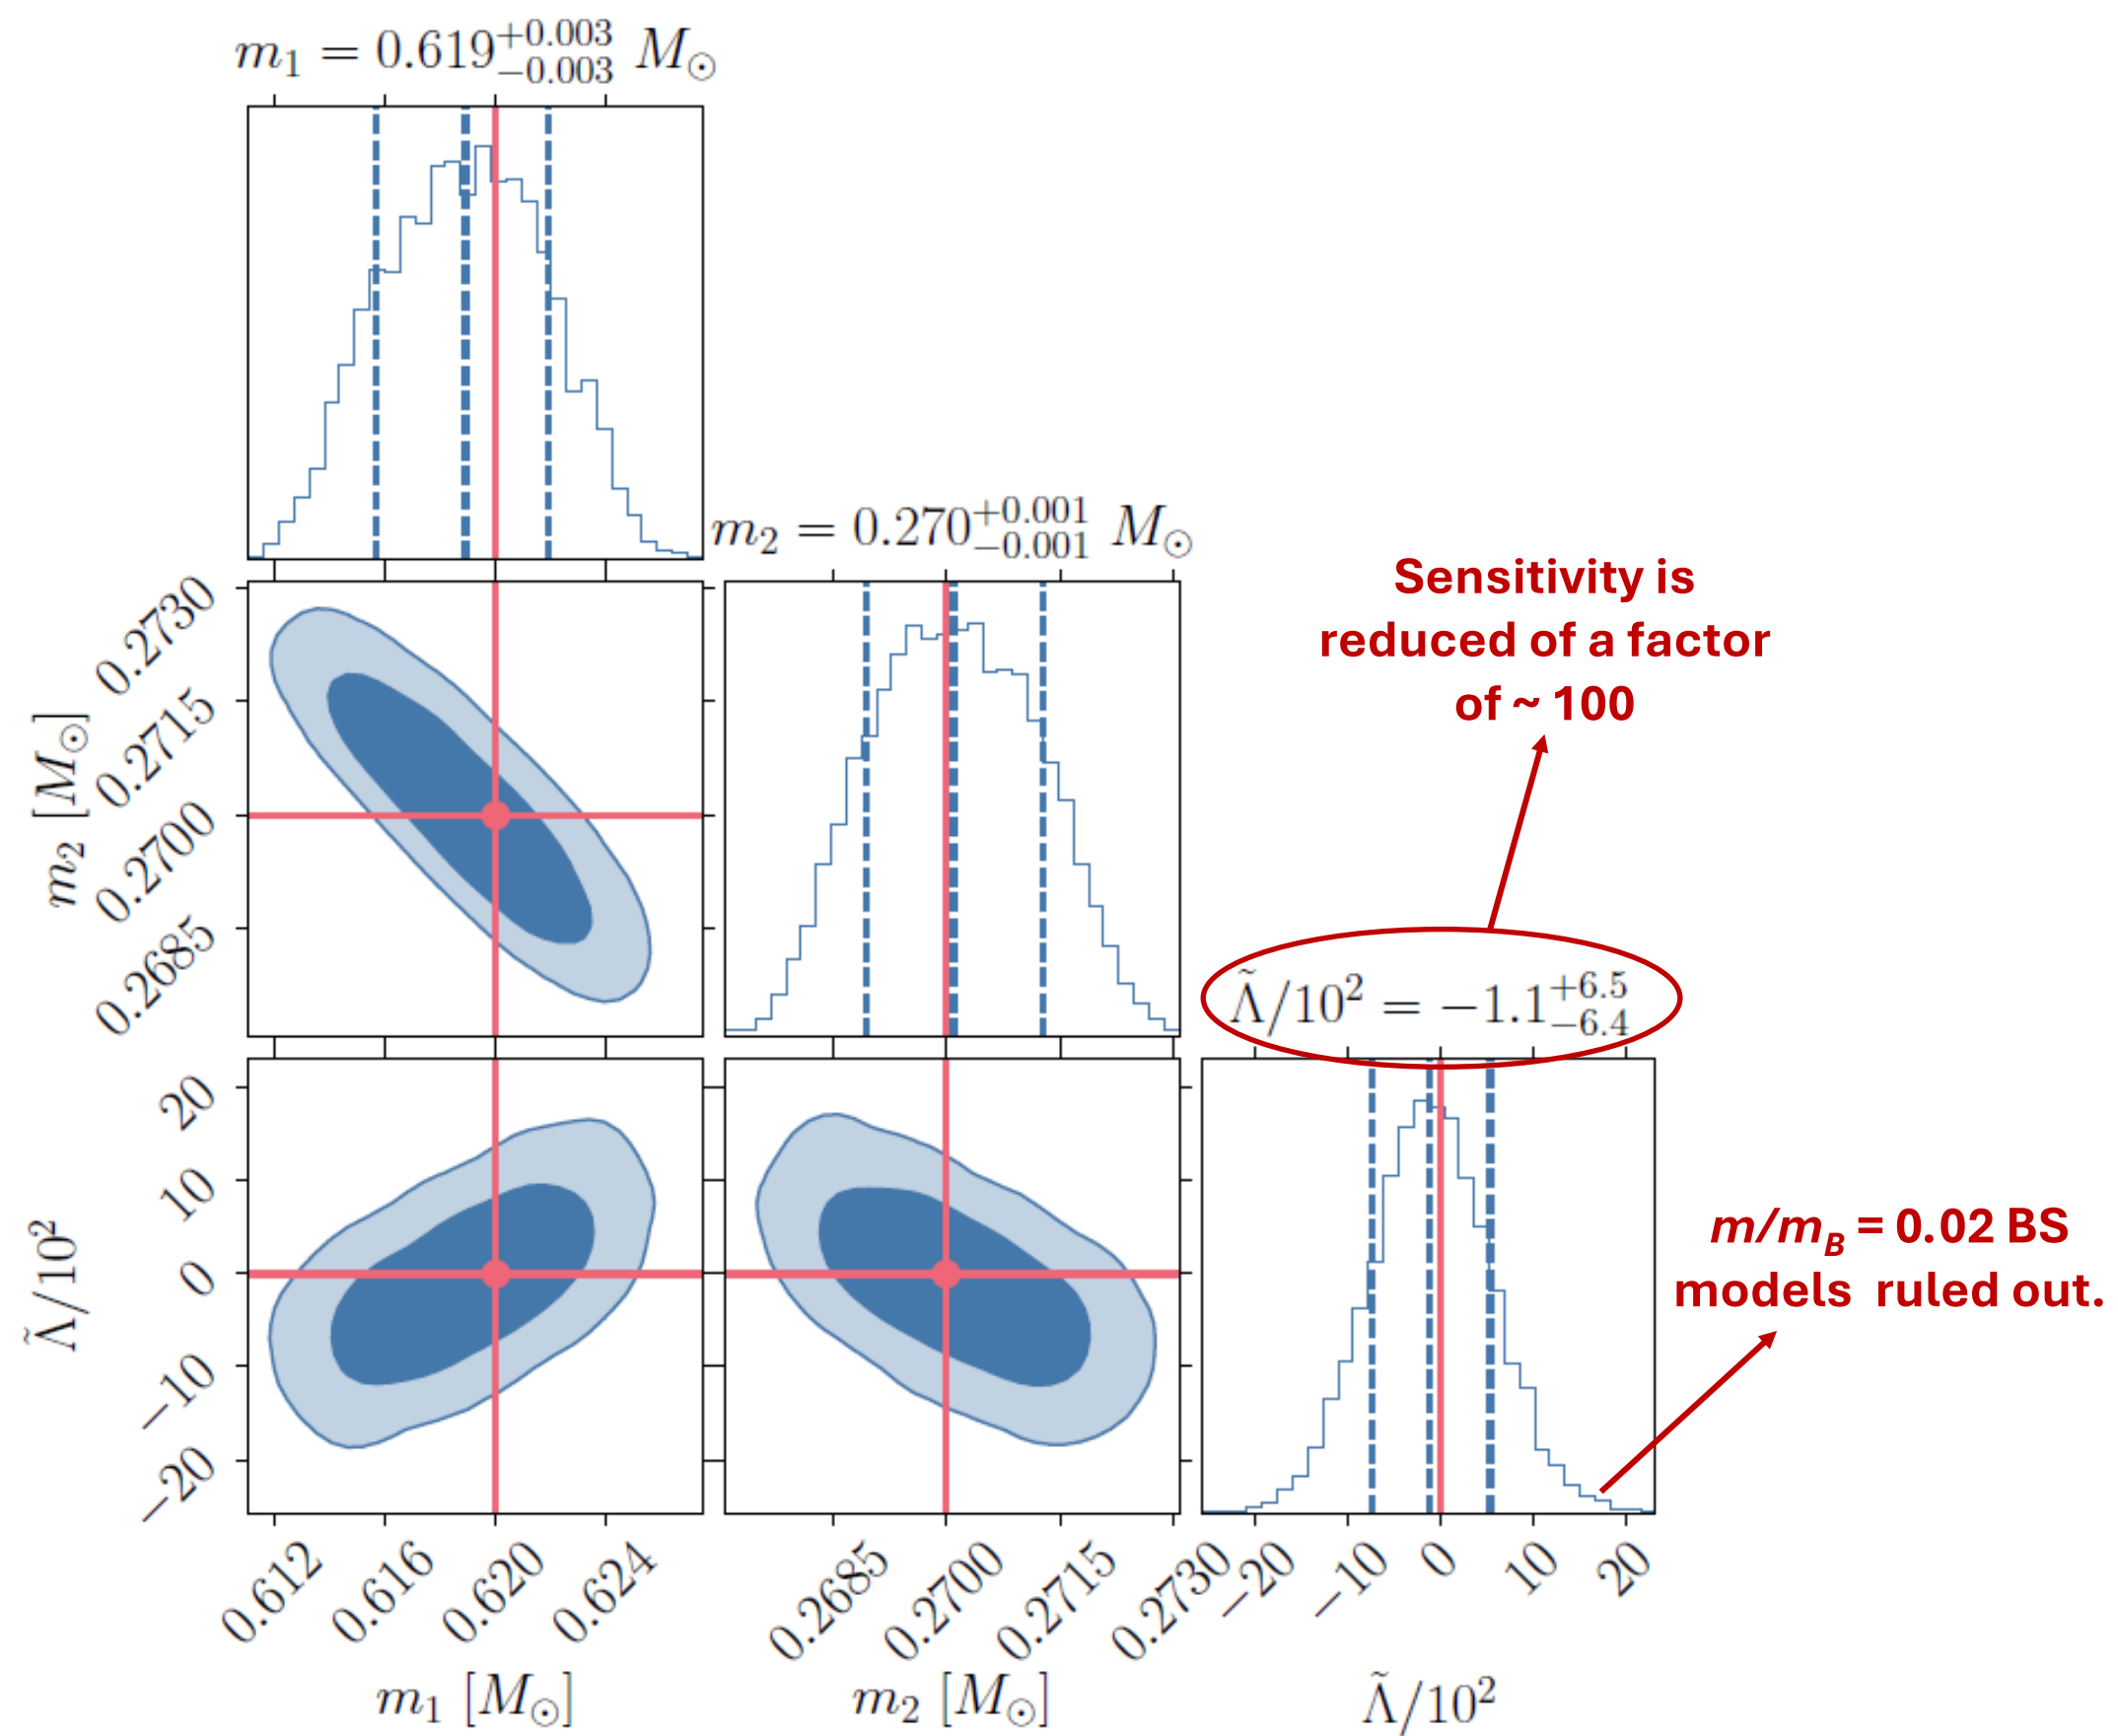 m₁ = 0.619⁺⁰·⁰⁰³₋₀.₀₀₃ M⊙
m₂ = 0.270⁺⁰·⁰⁰¹₋₀.₀₀₁ M⊙
Sensitivity is
reduced of a factor
of ~ 100
Λ̃/10² = −1.1⁺⁶·⁵₋₆.₄
m/m_B = 0.02 BS
models ruled out.
m₂ [M⊙]
0.2730
0.2715
0.2700
0.2685
Λ̃/10²
20
10
0
−10
−20
0.612 0.616 0.620 0.624
0.2685 0.2700 0.2715 0.2730
−20 −10 0 10 20
m₁ [M⊙]
m₂ [M⊙]
Λ̃/10²